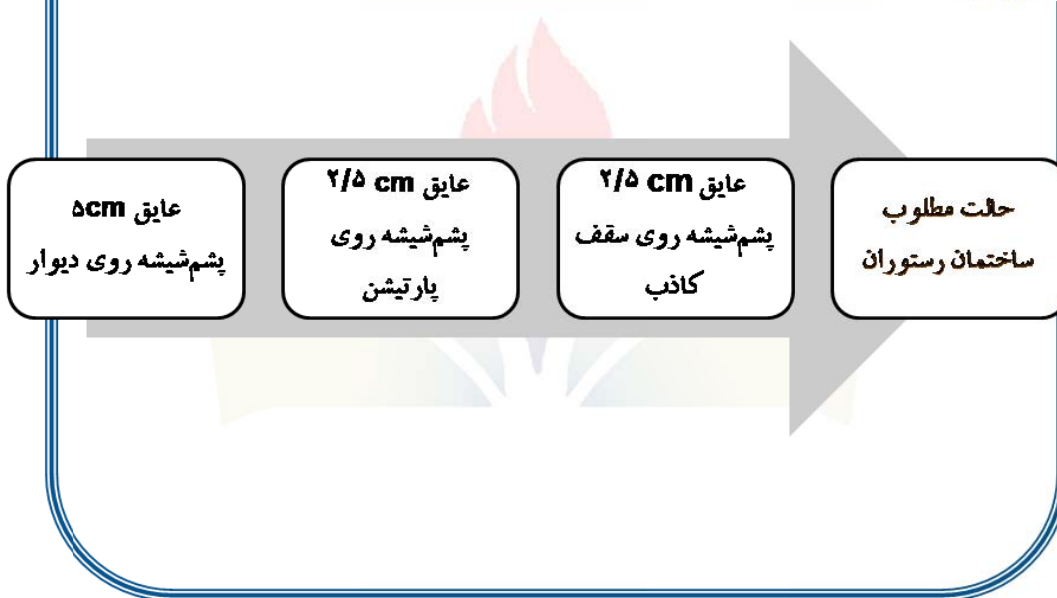 عایق ۵cm
پشم‌شیشه روی دیوار
عایق ۲/۵ cm
پشم‌شیشه روی
پارتیشن
عایق ۲/۵ cm
پشم‌شیشه روی سقف
کاذب
حالت مطلوب
ساختمان رستوران